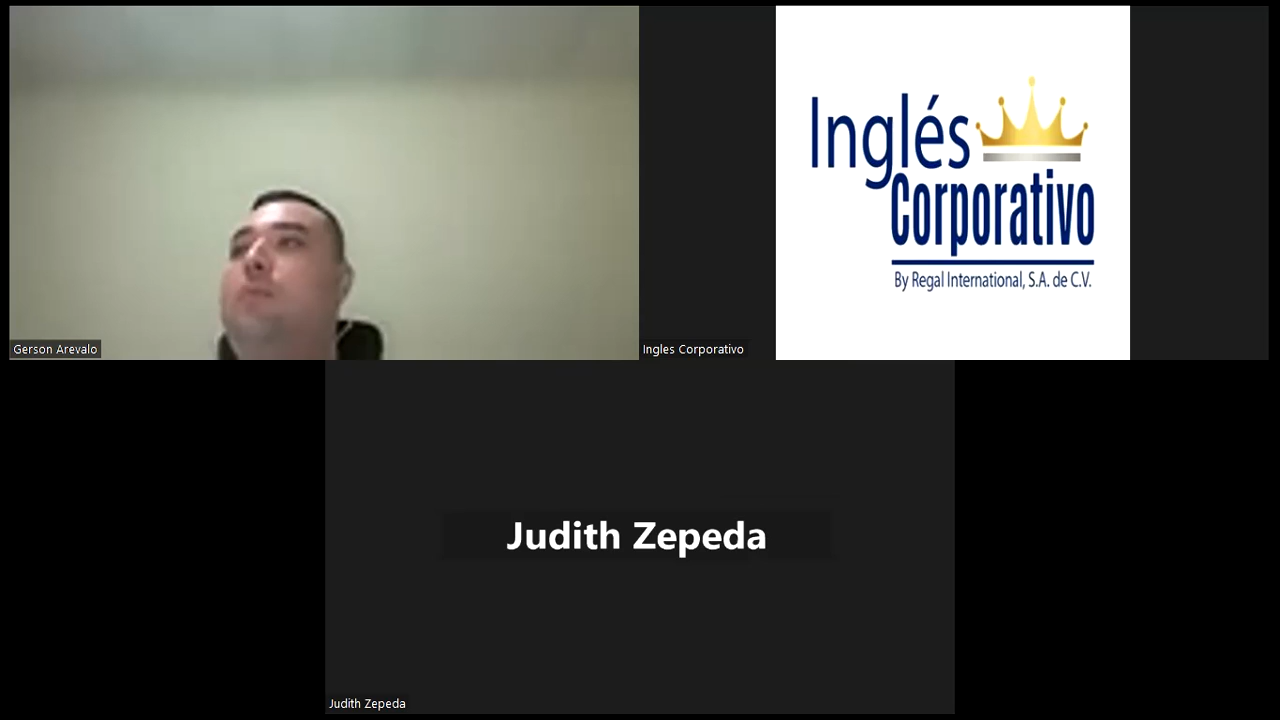 Inglés
Corporativo
By Regal International, S.A. de C.V.
Gerson Arevalo
Ingles Corporativo
Judith Zepeda
Judith Zepeda